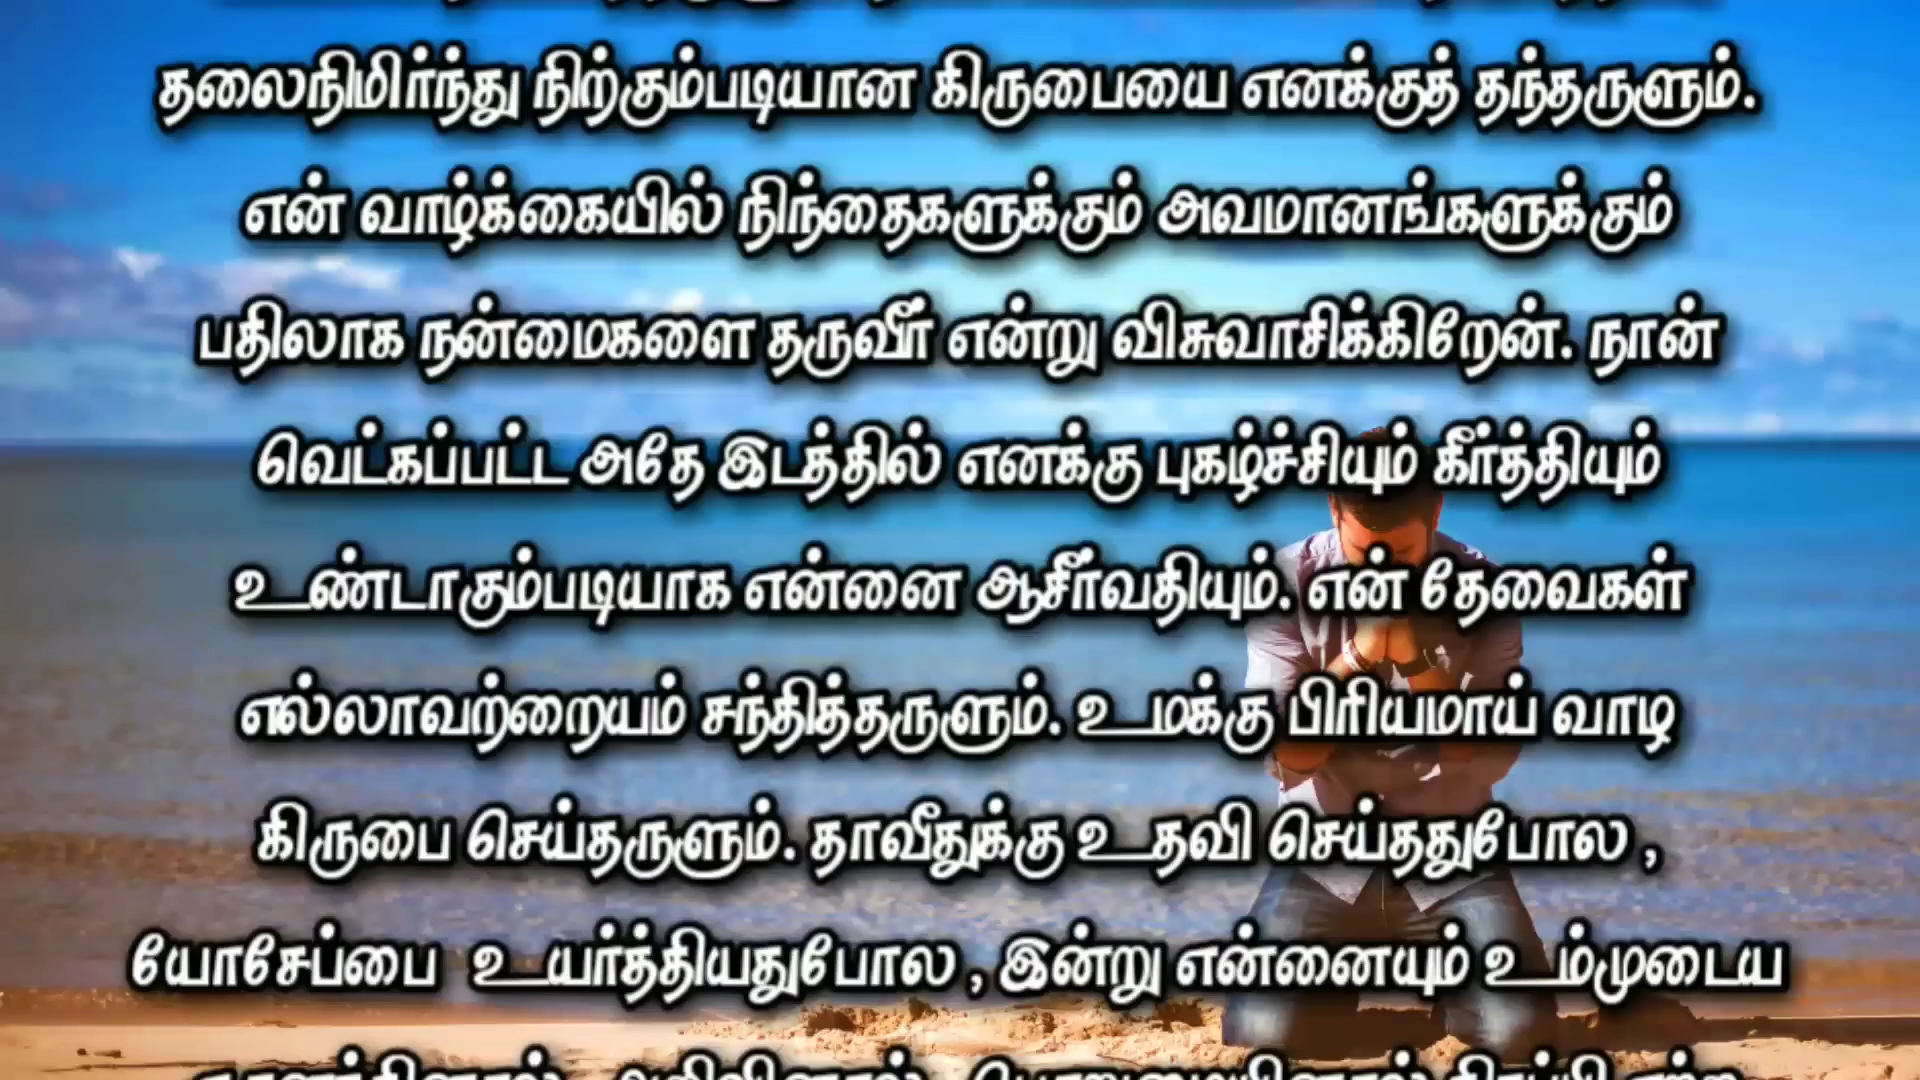 தலைநிமிர்ந்து நிற்கும்படியான கிருபையை எனக்குத் தந்தருளும்.
என் வாழ்க்கையில் நிந்தைகளுக்கும் அவமானங்களுக்கும்
பதிலாக நன்மைகளை தருவீர் என்று விசுவாசிக்கிறேன். நான்
வெட்கப்பட்ட அதே இடத்தில் எனக்கு புகழ்ச்சியும் கீர்த்தியும்
உண்டாகும்படியாக என்னை ஆசீர்வதியும். என் தேவைகள்
எல்லாவற்றையம் சந்தித்தருளும். உமக்கு பிரியமாய் வாழ
கிருபை செய்தருளும். தாவீதுக்கு உதவி செய்ததுபோல ,
யோசேப்பை உயர்த்தியதுபோல , இன்று என்னையும் உம்முடைய